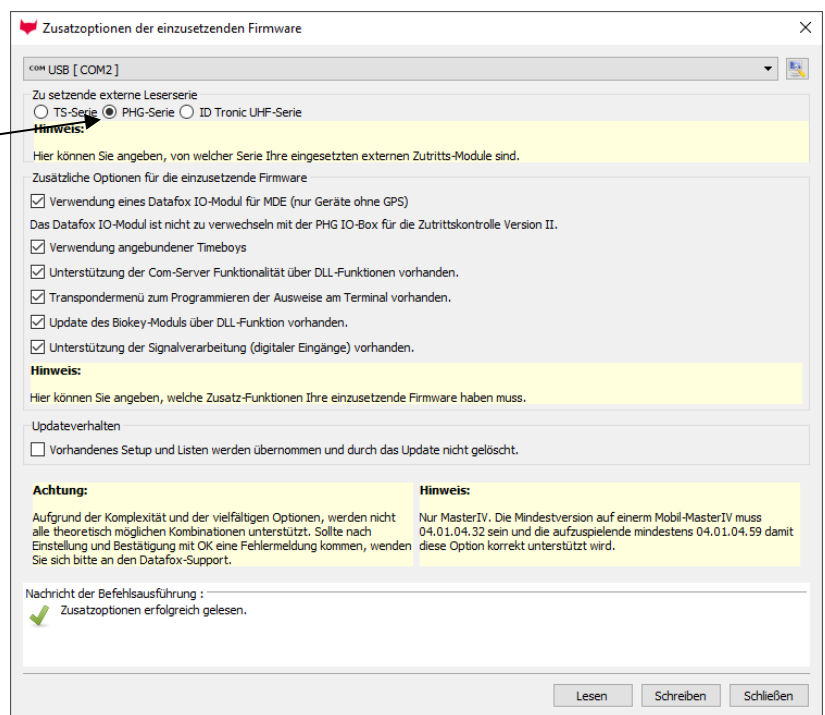 Zusatzoptionen der einzusetzenden Firmware
COM USB [ COM2 ]
Zu setzende externe Leserserie
TS-Serie PHG-Serie ID Tronic UHF-Serie
Hinweis:
Hier können Sie angeben, von welcher Serie Ihre eingesetzten externen Zutritts-Module sind.
Zusätzliche Optionen für die einzusetzende Firmware
Verwendung eines Datafox IO-Modul für MDE (nur Geräte ohne GPS)
Das Datafox IO-Modul ist nicht zu verwechseln mit der PHG IO-Box für die Zutrittskontrolle Version II.
Verwendung angebundener Timeboys
Unterstützung der Com-Server Funktionalität über DLL-Funktionen vorhanden.
Transpondermenü zum Programmieren der Ausweise am Terminal vorhanden.
Update des Biokey-Moduls über DLL-Funktion vorhanden.
Unterstützung der Signalverarbeitung (digitaler Eingänge) vorhanden.
Hinweis:
Hier können Sie angeben, welche Zusatz-Funktionen Ihre einzusetzende Firmware haben muss.
Updateverhalten
Vorhandenes Setup und Listen werden übernommen und durch das Update nicht gelöscht.
Achtung:
Aufgrund der Komplexität und der vielfältigen Optionen, werden nicht
alle theoretisch möglichen Kombinationen unterstützt. Sollte nach
Einstellung und Bestätigung mit OK eine Fehlermeldung kommen, wenden
Sie sich bitte an den Datafox-Support.
Hinweis:
Nur MasterIV. Die Mindestversion auf einerm Mobil-MasterIV muss
04.01.04.32 sein und die aufzuspielende mindestens 04.01.04.59 damit
diese Option korrekt unterstützt wird.
Nachricht der Befehlsausführung :
Zusatzoptionen erfolgreich gelesen.
Lesen Schreiben Schließen